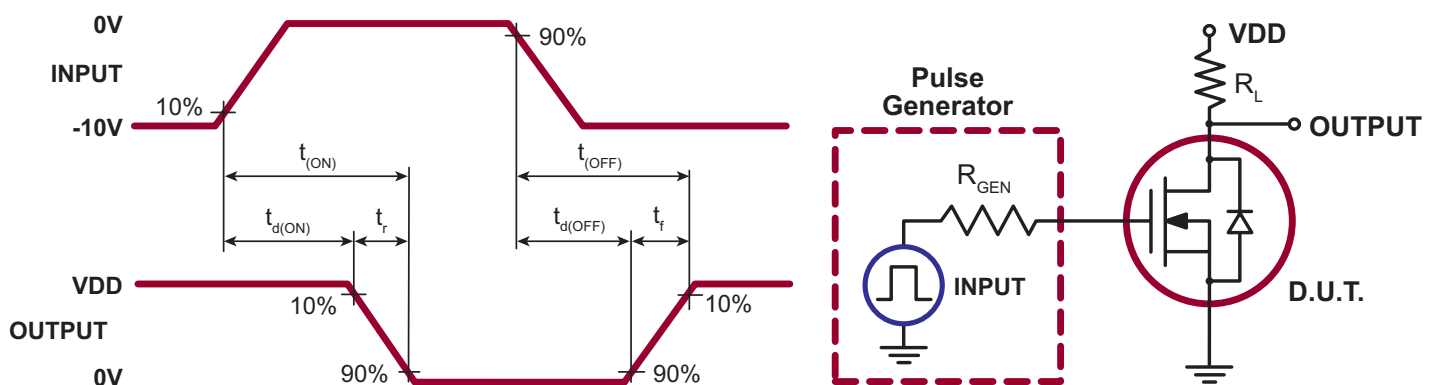 0V
INPUT
-10V
10%
90%
t(ON)
t(OFF)
td(ON)
tr
td(OFF)
tf
VDD
OUTPUT
0V
10%
90%
90%
10%
Pulse
Generator
RGEN
INPUT
VDD
RL
OUTPUT
D.U.T.